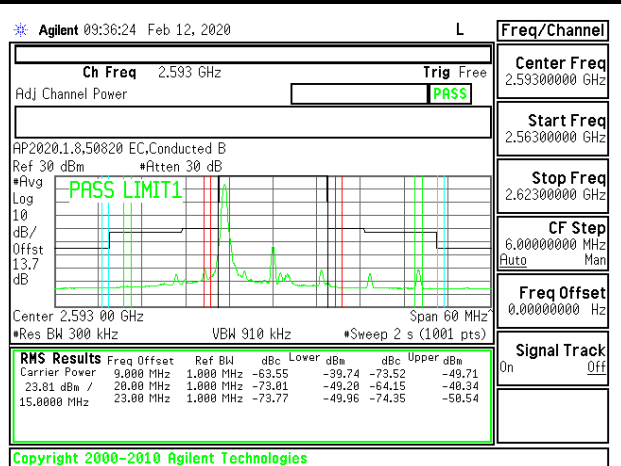 Agilent 09:36:24 Feb 12, 2020 L
Freq/Channel
Ch Freq 2.593 GHz Trig Free
Adj Channel Power PASS
Center Freq
2.59300000 GHz
Start Freq
2.56300000 GHz
AP2020.1.8,50820 EC,Conducted B
Ref 30 dBm #Atten 30 dB
#Avg
Log
10
dB/
Offst
13.7
dB
PASS LIMIT1
Stop Freq
2.62300000 GHz
CF Step
6.00000000 MHz
Auto Man
Freq Offset
0.00000000 Hz
Center 2.593 00 GHz Span 60 MHz
#Res BW 300 kHz VBW 910 kHz #Sweep 2 s (1001 pts)
Signal Track
On Off
RMS Results Freq Offset Ref BW dBc Lower dBm dBc Upper dBm
Carrier Power 9.000 MHz 1.000 MHz -63.55 -39.74 -73.52 -49.71
23.81 dBm / 20.00 MHz 1.000 MHz -73.01 -49.20 -64.15 -40.34
15.0000 MHz 23.00 MHz 1.000 MHz -73.77 -49.96 -74.35 -50.54
Copyright 2000-2010 Agilent Technologies